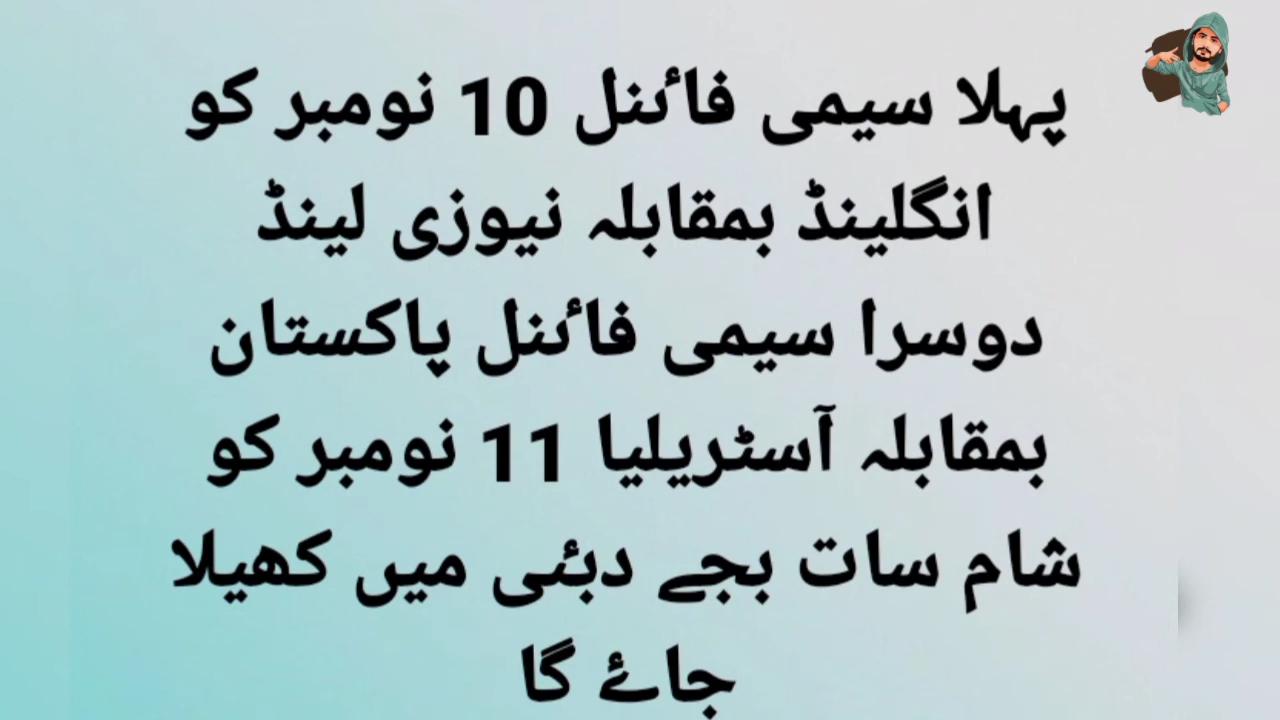 پہلا سیمی فائنل 10 نومبر کو
انگلینڈ بمقابلہ نیوزی لینڈ
دوسرا سیمی فائنل پاکستان
بمقابلہ آسٹریلیا 11 نومبر کو
شام سات بجے دبئی میں کھیلا
جائے گا